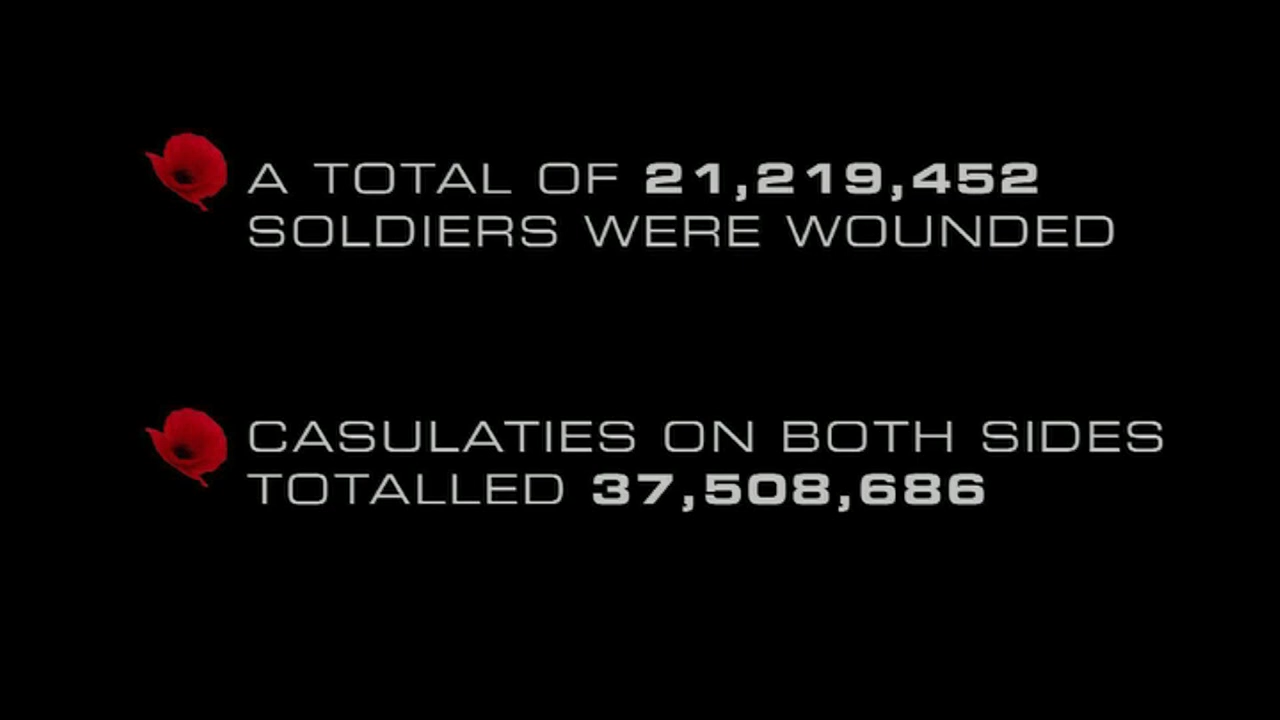 A TOTAL OF 21,219,452
SOLDIERS WERE WOUNDED
CASULATIES ON BOTH SIDES
TOTALLED 37,508,686